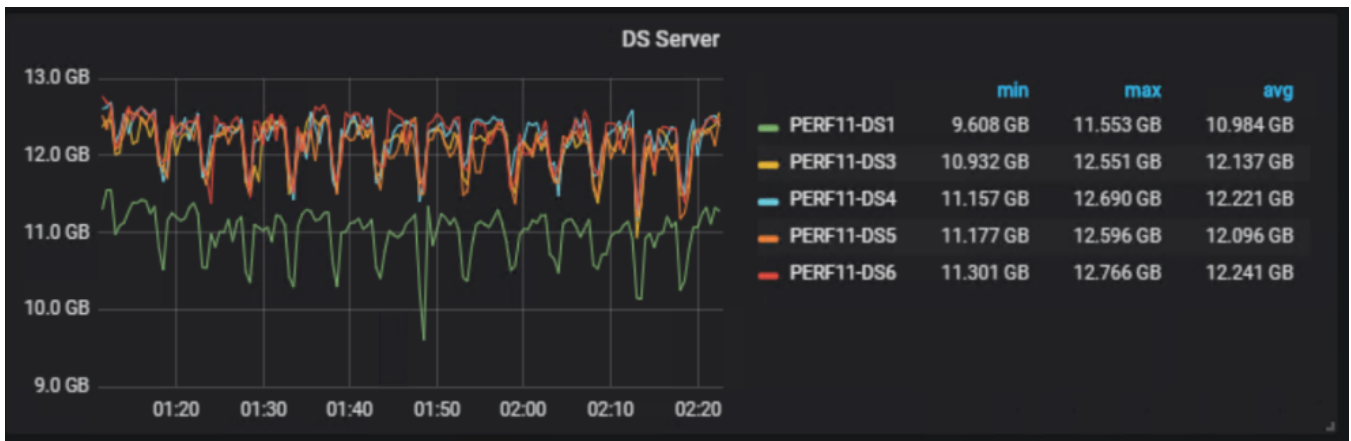 DS Server
13.0 GB
12.0 GB
11.0 GB
10.0 GB
9.0 GB
01:20 01:30 01:40 01:50 02:00 02:10 02:20
min max avg
PERF11-DS1 9.608 GB 11.553 GB 10.984 GB
PERF11-DS3 10.932 GB 12.551 GB 12.137 GB
PERF11-DS4 11.157 GB 12.690 GB 12.221 GB
PERF11-DS5 11.177 GB 12.596 GB 12.096 GB
PERF11-DS6 11.301 GB 12.766 GB 12.241 GB